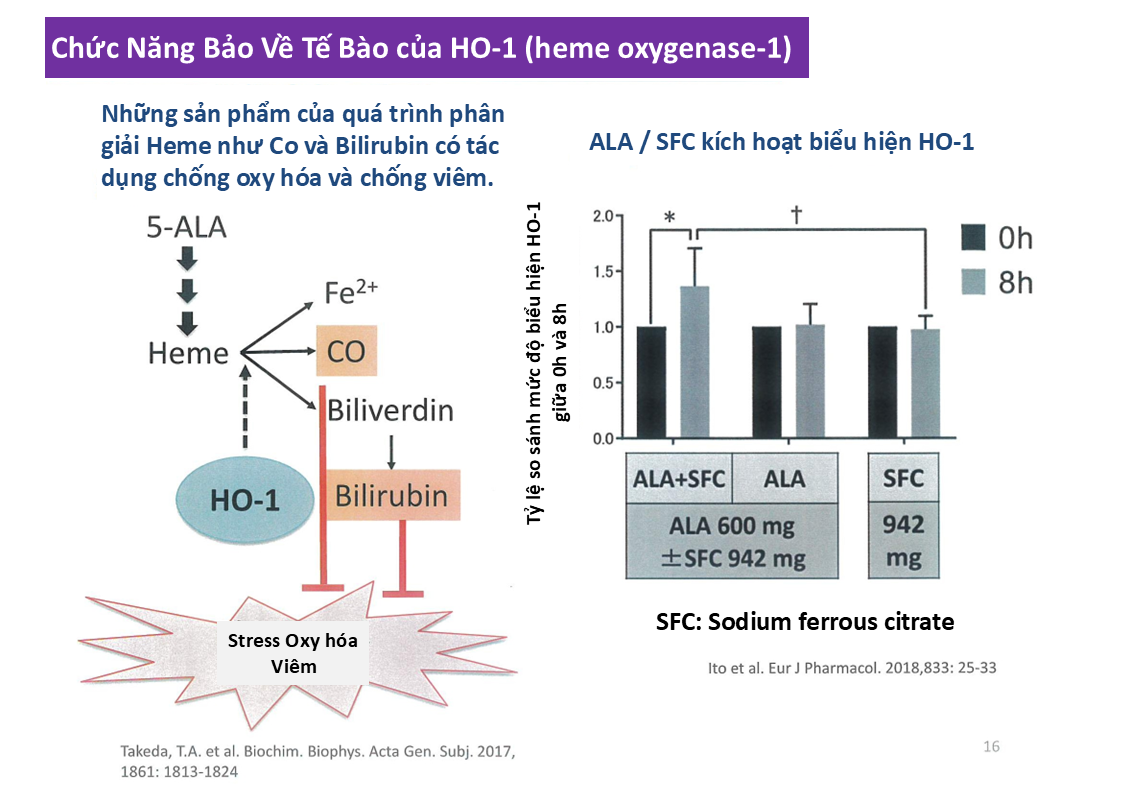 Chức Năng Bảo Về Tế Bào của HO-1 (heme oxygenase-1)
Những sản phẩm của quá trình phân
giải Heme như Co và Bilirubin có tác
dụng chống oxy hóa và chống viêm.
5-ALA
Heme
Fe²⁺
CO
Biliverdin
HO-1
Bilirubin
Stress Oxy hóa
Viêm
Takeda, T.A. et al. Biochim. Biophys. Acta Gen. Subj. 2017,
1861: 1813-1824
ALA / SFC kích hoạt biểu hiện HO-1
Tỷ lệ so sánh mức độ biểu hiện HO-1
giữa 0h và 8h
2.0
1.5
1.0
0.5
0.0
*
†
0h
8h
ALA+SFC
ALA
SFC
ALA 600 mg
±SFC 942 mg
942
mg
SFC: Sodium ferrous citrate
Ito et al. Eur J Pharmacol. 2018,833: 25-33
16